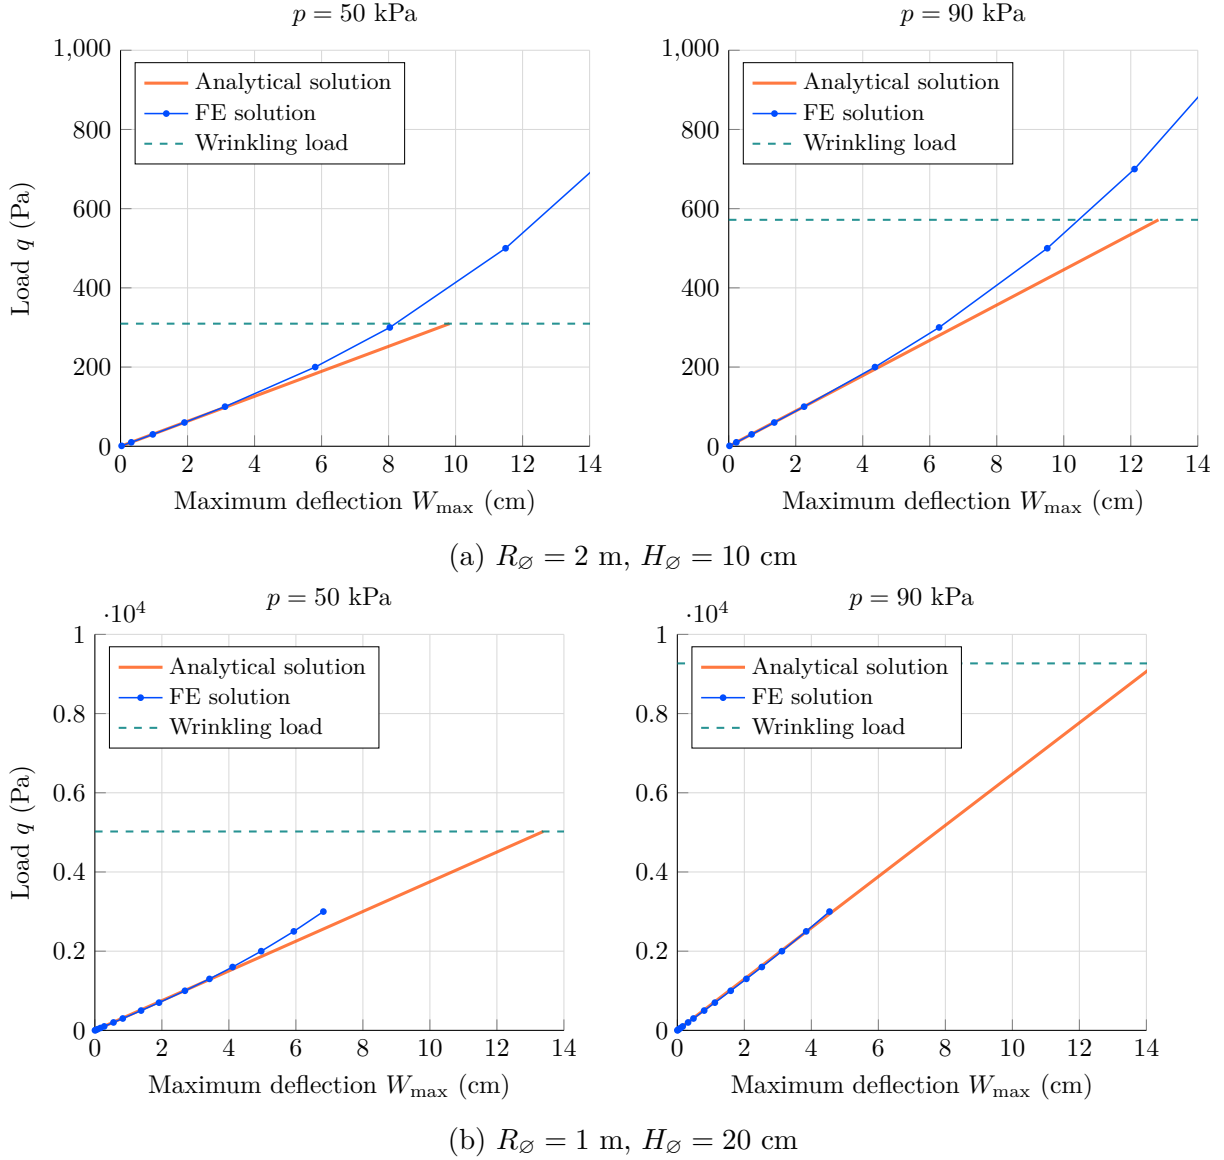 p = 50 kPa
p = 90 kPa
1,000
800
600
400
200
0
Load q (Pa)
Analytical solution
FE solution
Wrinkling load
0 2 4 6 8 10 12 14
Maximum deflection W_max (cm)
1,000
800
600
400
200
0
Analytical solution
FE solution
Wrinkling load
0 2 4 6 8 10 12 14
Maximum deflection W_max (cm)
(a) R_∅ = 2 m, H_∅ = 10 cm
p = 50 kPa
p = 90 kPa
·10⁴
1
0.8
0.6
0.4
0.2
0
Load q (Pa)
Analytical solution
FE solution
Wrinkling load
0 2 4 6 8 10 12 14
Maximum deflection W_max (cm)
·10⁴
1
0.8
0.6
0.4
0.2
0
Analytical solution
FE solution
Wrinkling load
0 2 4 6 8 10 12 14
Maximum deflection W_max (cm)
(b) R_∅ = 1 m, H_∅ = 20 cm